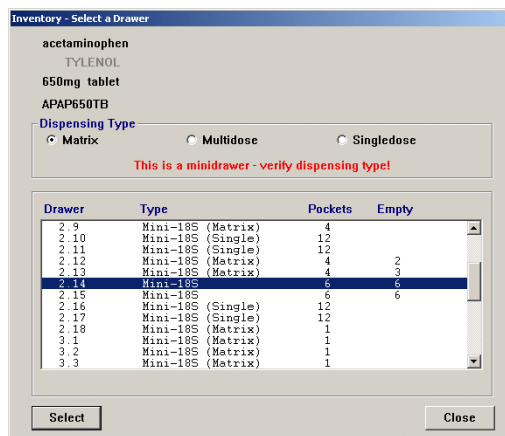 Inventory - Select a Drawer
acetaminophen
TYLENOL
650mg tablet
APAP650TB
Dispensing Type
Matrix Multidose Singledose
This is a minidrawer - verify dispensing type!
Drawer Type Pockets Empty
2.9 Mini-18S (Matrix) 4
2.10 Mini-18S (Single) 12
2.11 Mini-18S (Single) 12
2.12 Mini-18S (Matrix) 4 2
2.13 Mini-18S (Matrix) 4 3
2.14 Mini-18S 6 6
2.15 Mini-18S 6 6
2.16 Mini-18S (Single) 12
2.17 Mini-18S (Single) 12
2.18 Mini-18S (Matrix) 1
3.1 Mini-18S (Matrix) 1
3.2 Mini-18S (Matrix) 1
3.3 Mini-18S (Matrix) 1
Select Close